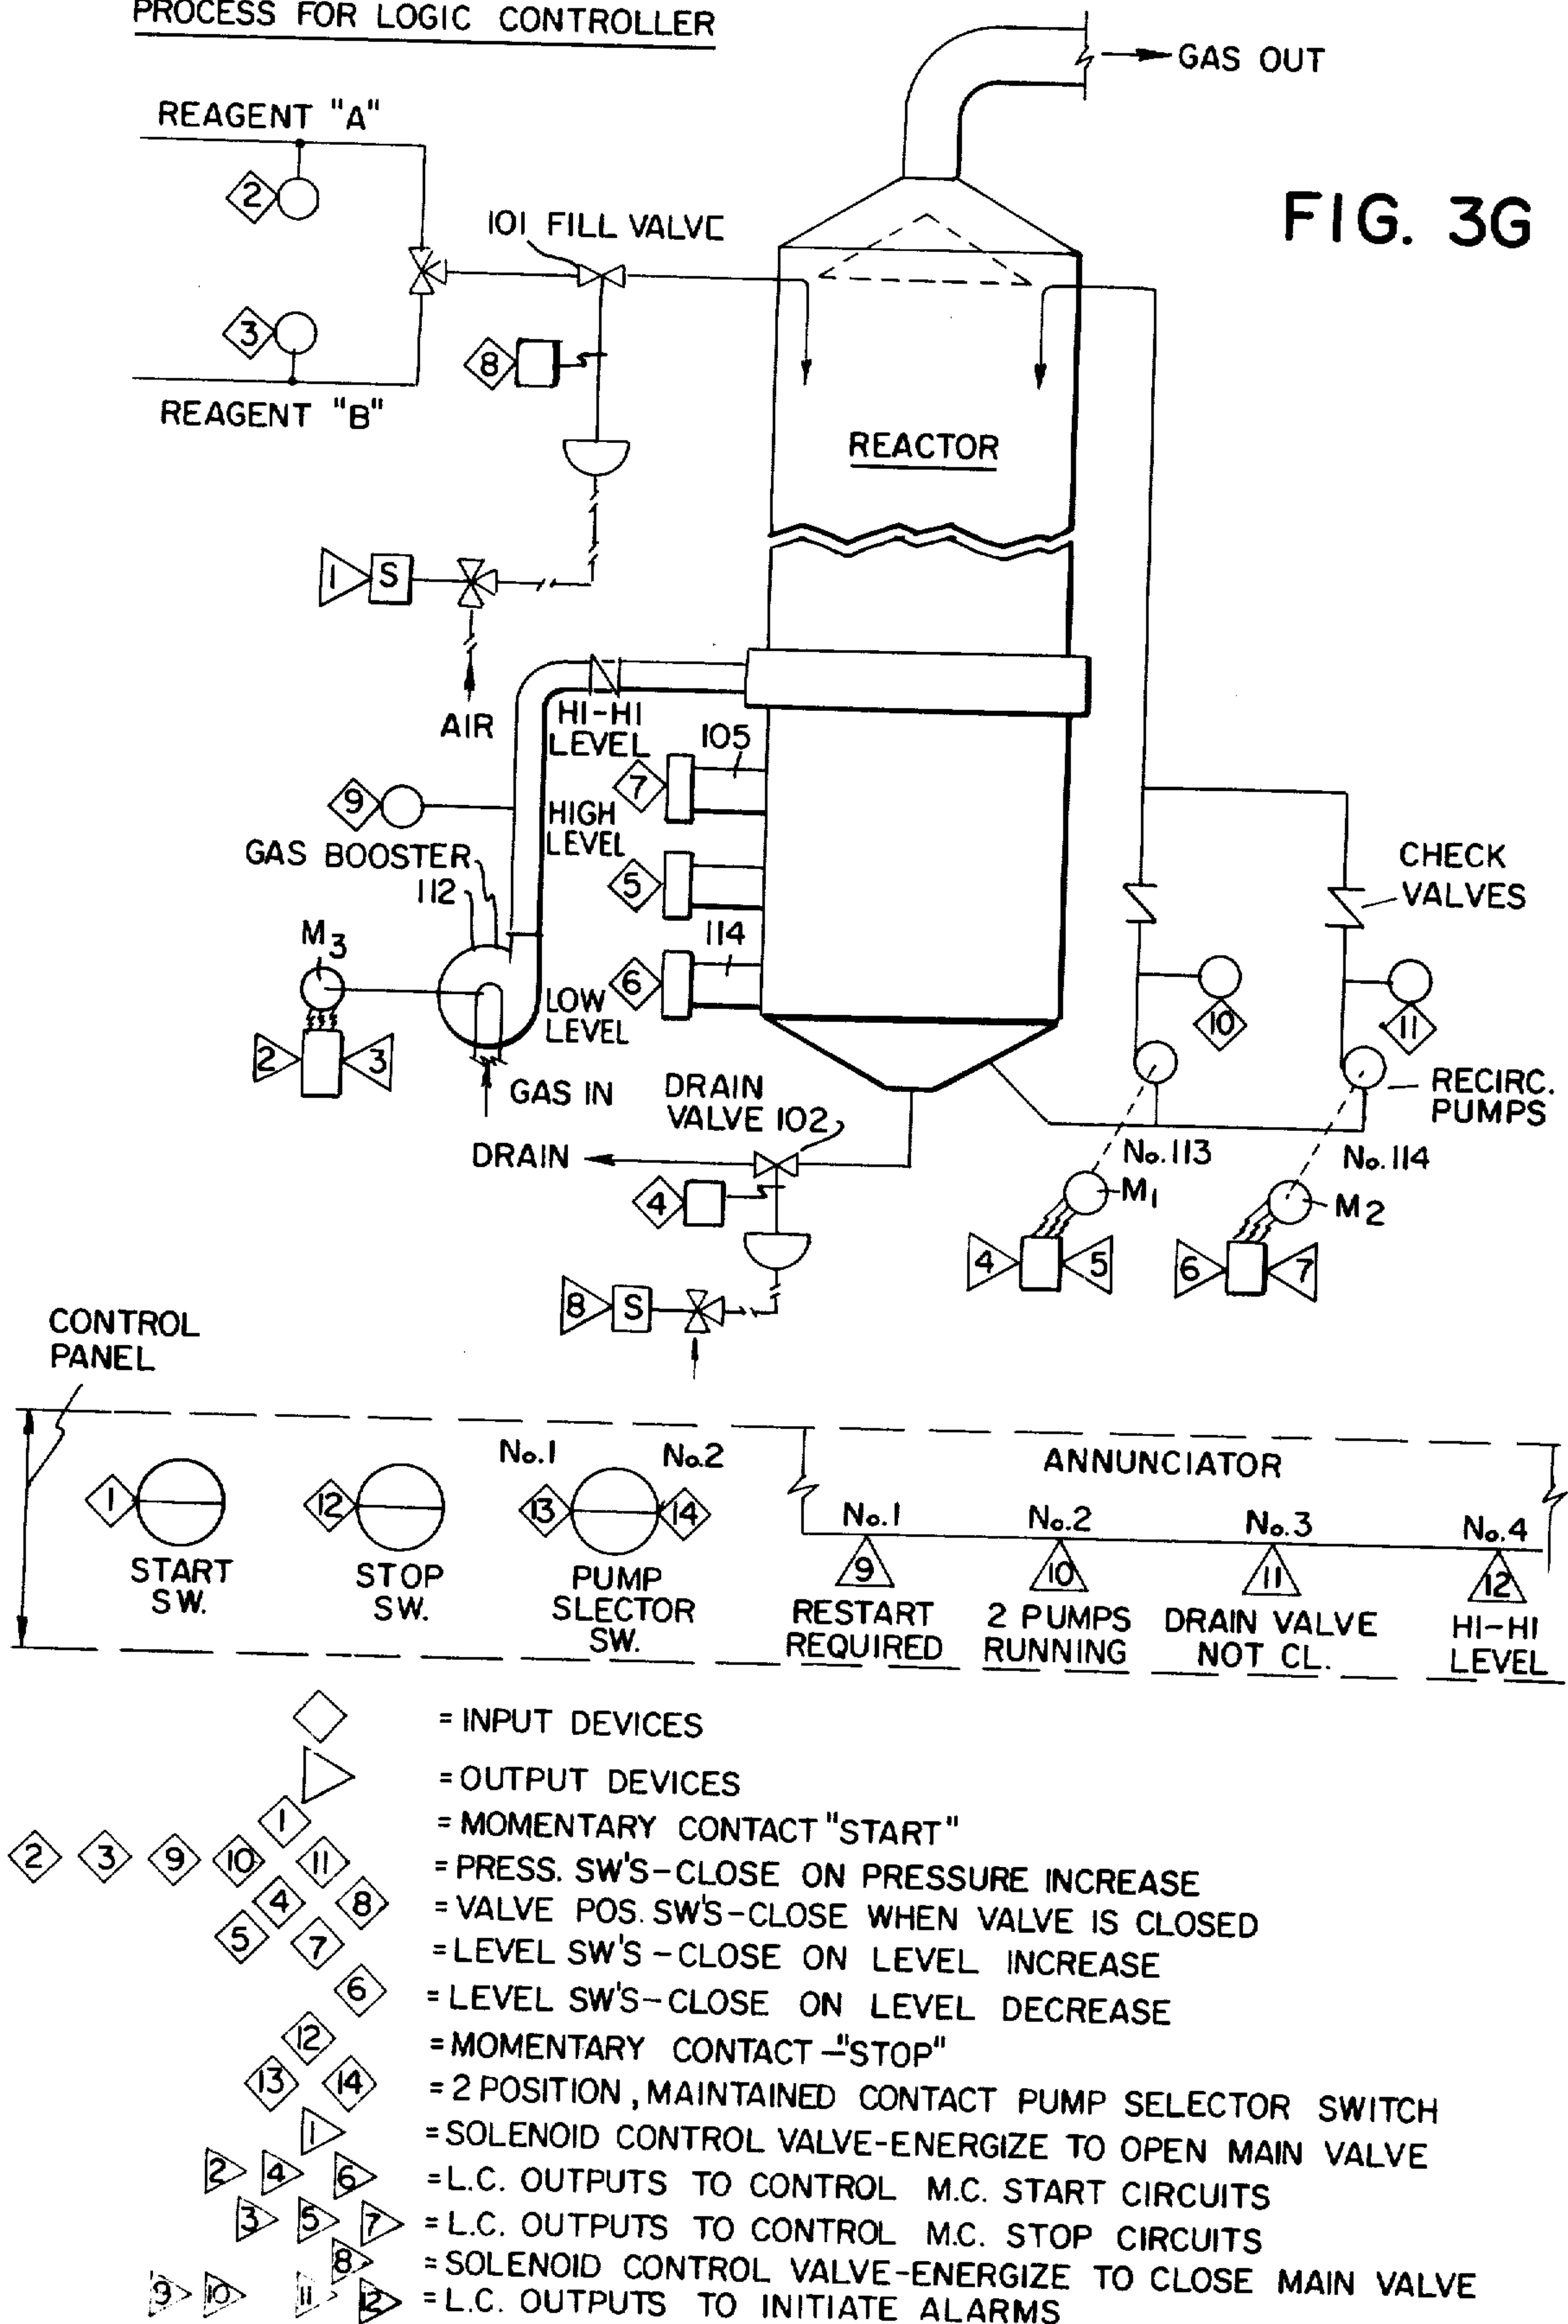 PROCESS FOR LOGIC CONTROLLER
GAS OUT
REAGENT "A"
FIG. 3G
2
101 FILL VALVE
3
8
REAGENT "B"
REACTOR
1 S
AIR
HI-HI
LEVEL
105
7
9
HIGH
LEVEL
GAS BOOSTER
112
5
CHECK
VALVES
M3
114
6
LOW
LEVEL
10
11
2
3
GAS IN
DRAIN
VALVE 102
RECIRC.
PUMPS
DRAIN
No.113
No.114
4
M1
M2
4
5
6
7
8 S
CONTROL
PANEL
No.1
No.2
ANNUNCIATOR
1
12
13
14
No.1
No.2
No.3
No.4
9
10
11
12
START
SW.
STOP
SW.
PUMP
SLECTOR
SW.
RESTART
REQUIRED
2 PUMPS
RUNNING
DRAIN VALVE
NOT CL.
HI-HI
LEVEL
= INPUT DEVICES
= OUTPUT DEVICES
1 = MOMENTARY CONTACT "START"
2 3 9 10 11 = PRESS. SW'S-CLOSE ON PRESSURE INCREASE
4 8 = VALVE POS. SW'S-CLOSE WHEN VALVE IS CLOSED
5 7 = LEVEL SW'S-CLOSE ON LEVEL INCREASE
6 = LEVEL SW'S-CLOSE ON LEVEL DECREASE
12 = MOMENTARY CONTACT-"STOP"
13 14 = 2 POSITION, MAINTAINED CONTACT PUMP SELECTOR SWITCH
1 = SOLENOID CONTROL VALVE-ENERGIZE TO OPEN MAIN VALVE
2 4 6 = L.C. OUTPUTS TO CONTROL M.C. START CIRCUITS
3 5 7 = L.C. OUTPUTS TO CONTROL M.C. STOP CIRCUITS
8 = SOLENOID CONTROL VALVE-ENERGIZE TO CLOSE MAIN VALVE
9 10 11 12 = L.C. OUTPUTS TO INITIATE ALARMS